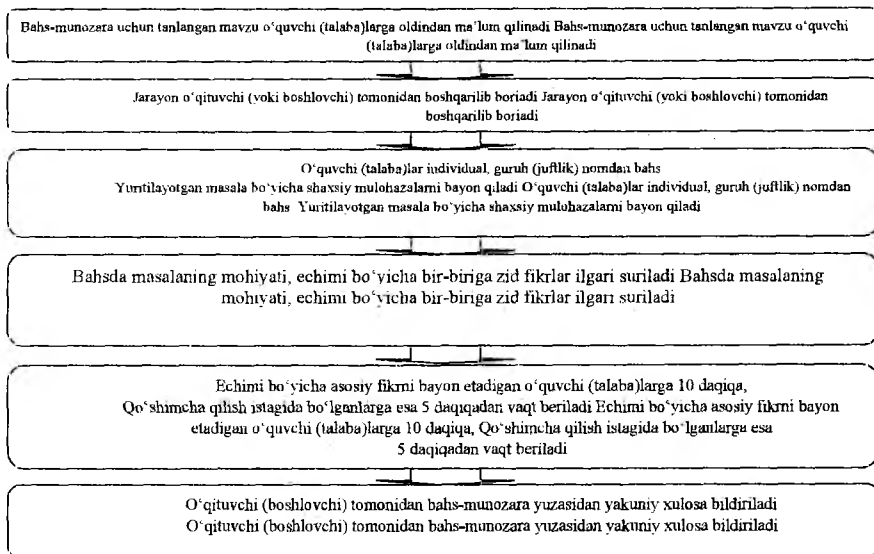 Bahs-munozara uchun tanlangan mavzu o‘quvchi (talaba)larga oldindan ma’lum qilinadi Bahs-munozara uchun tanlangan mavzu o‘quvchi
(talaba)larga oldindan ma’lum qilinadi
Jarayon o‘qituvchi (yoki boshlovchi) tomonidan boshqarilib boriadi Jarayon o‘qituvchi (yoki boshlovchi) tomonidan
boshqarilib boriadi
O‘quvchi (talaba)lar individual, guruh (juftlik) nomdan bahs
Yuritilayotgan masala bo‘yicha shaxsiy mulohazalarni bayon qiladi O‘quvchi (talaba)lar individual, guruh (juftlik) nomdan
bahs Yuritilayotgan masala bo‘yicha shaxsiy mulohazalarni bayon qiladi
Bahsda masalaning mohiyati, echimi bo‘yicha bir-biriga zid fikrlar ilgari suriladi Bahsda masalaning
mohiyati, echimi bo‘yicha bir-biriga zid fikrlar ilgari suriladi
Echimi bo‘yicha asosiy fikrni bayon etadigan o‘quvchi (talaba)larga 10 daqiqa,
Qo‘shimcha qilish istagida bo‘lganlarga esa 5 daqiqadan vaqt beriladi Echimi bo‘yicha asosiy fikrni bayon
etadigan o‘quvchi (talaba)larga 10 daqiqa, Qo‘shimcha qilish istagida bo‘lganlarga esa
5 daqiqadan vaqt beriladi
O‘qituvchi (boshlovchi) tomonidan bahs-munozara yuzasidan yakuniy xulosa bildiriladi
O‘qituvchi (boshlovchi) tomonidan bahs-munozara yuzasidan yakuniy xulosa bildiriladi